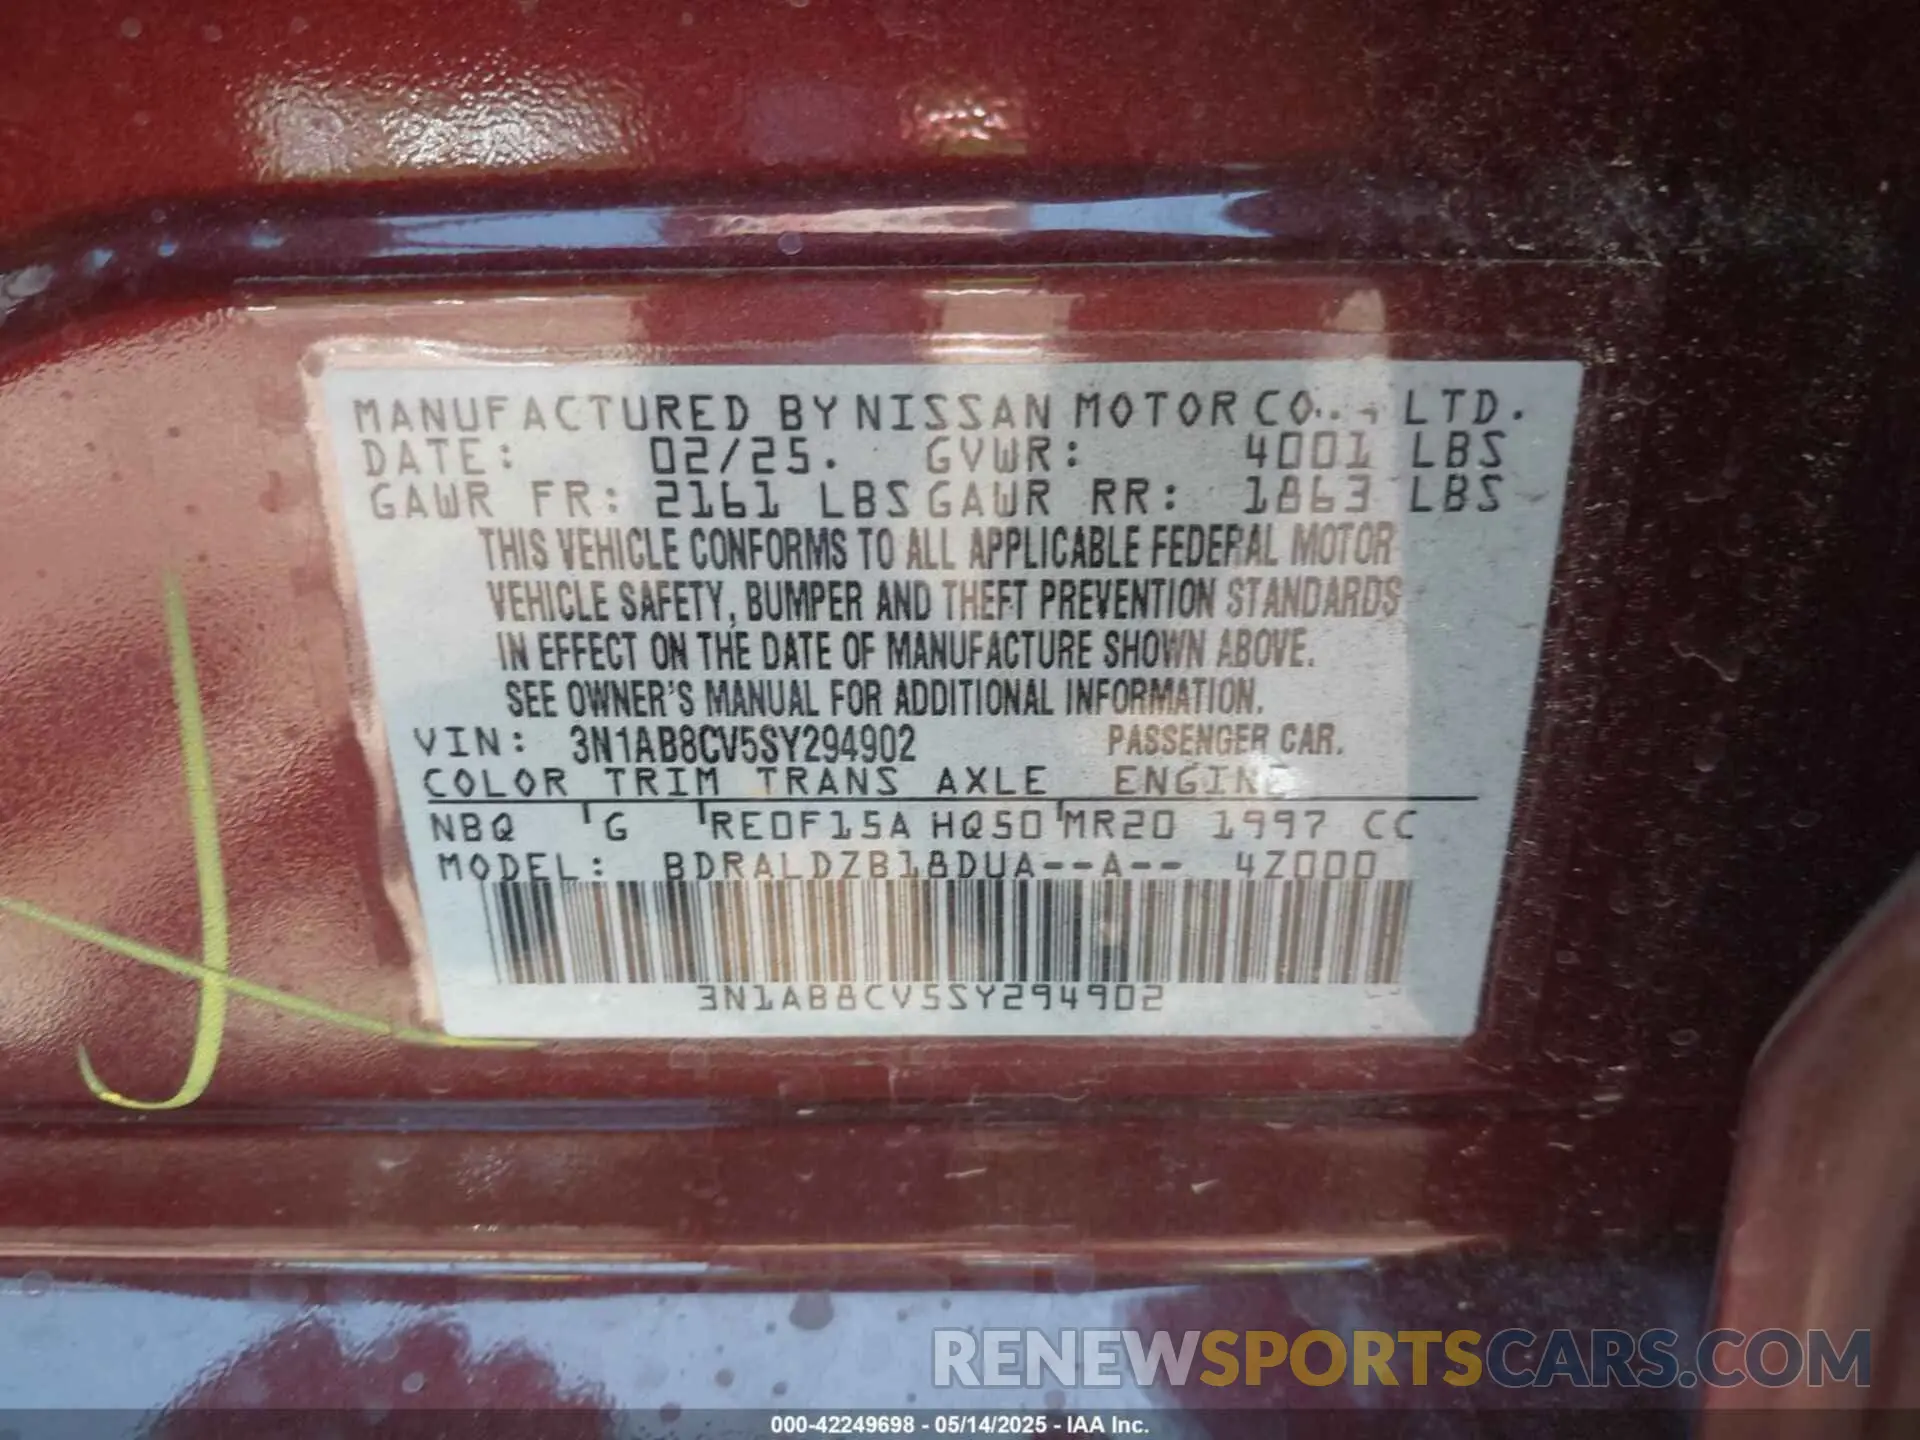 MANUFACTURED BY NISSAN MOTOR CO., LTD.
DATE: 02/25. GVWR: 4001 LBS
GAWR FR: 2161 LBS GAWR RR: 1863 LBS
THIS VEHICLE CONFORMS TO ALL APPLICABLE FEDERAL MOTOR
VEHICLE SAFETY, BUMPER AND THEFT PREVENTION STANDARDS
IN EFFECT ON THE DATE OF MANUFACTURE SHOWN ABOVE.
SEE OWNER'S MANUAL FOR ADDITIONAL INFORMATION.
VIN: 3N1AB8CV5SY294902 PASSENGER CAR.
COLOR TRIM TRANS AXLE ENGINE
NBQ G RE0F15A HQ50 MR20 1997 CC
MODEL: BDRALDZB18DUA--A-- 4Z000
3N1AB8CV5SY294902
RENEWSPORTSCARS.COM
000-42249698 - 05/14/2025 - IAA Inc.